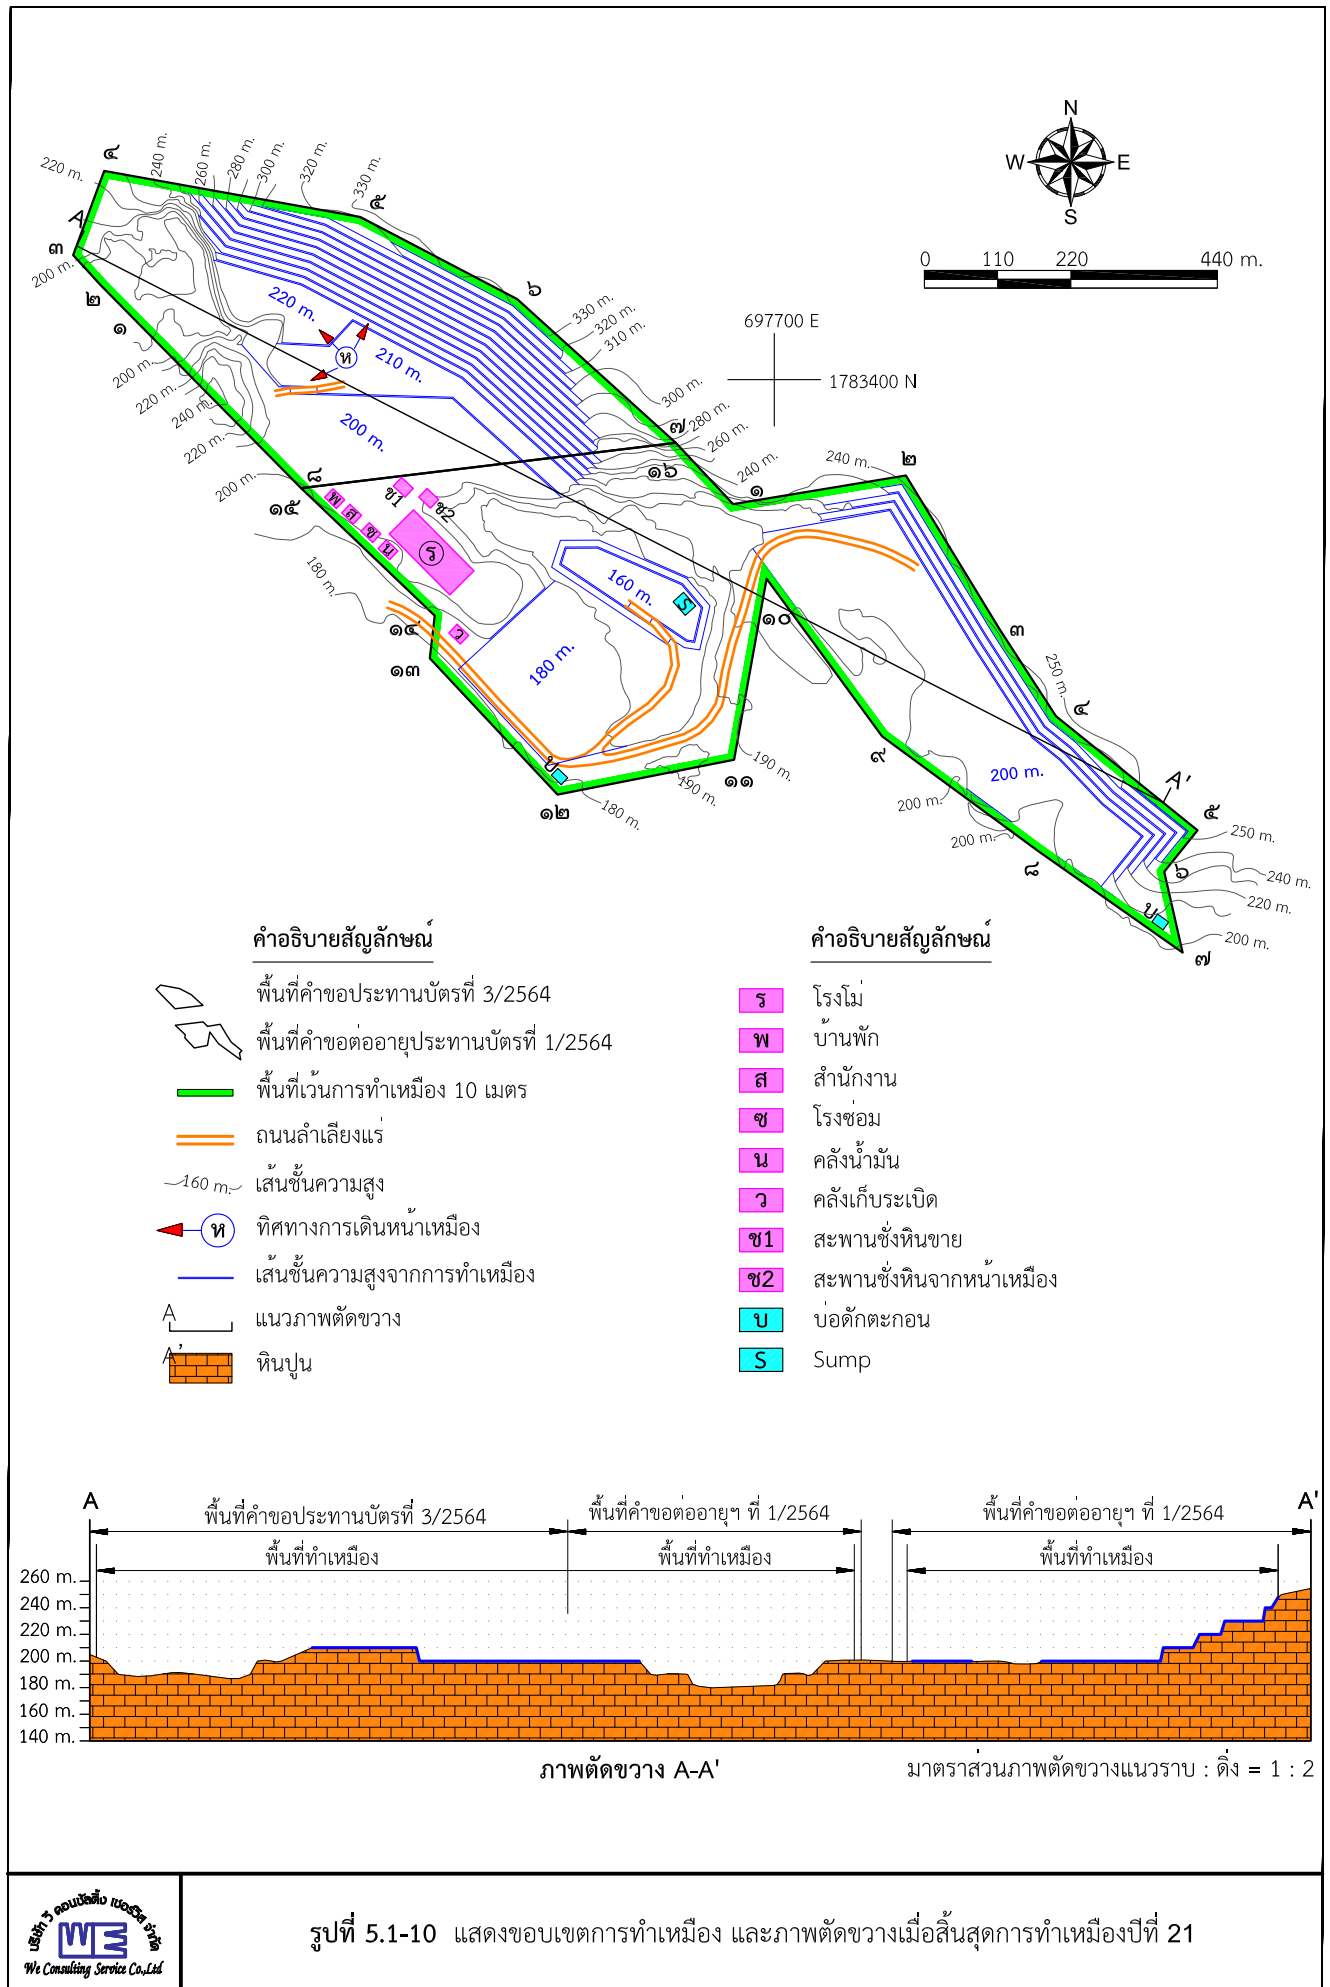 N
W E
S
0 110 220 440 m.
697700 E
1783400 N
220 m.
๔
240 m.
260 m.
280 m.
300 m.
320 m.
330 m.
๕
A
๓
200 m.
๒
๑
๖
330 m.
320 m.
310 m.
220 m.
ห
210 m.
200 m.
200 m.
220 m.
240 m.
220 m.
200 m.
300 m.
๗
280 m.
260 m.
240 m.
๑๖
๑
240 m.
๒
๘
๑๕
พ
ส
ซ
น
ช1
ช2
ร
180 m.
160 m.
S
๑๐
๓
๑๔
ว
๑๓
180 m.
250 m.
๔
๙
บ
190 m.
๑๑
190 m.
๑๒
180 m.
200 m.
A'
๕
200 m.
200 m.
250 m.
๘
๖
240 m.
220 m.
บ
200 m.
๗
คำอธิบายสัญลักษณ์
พื้นที่คำขอประทานบัตรที่ 3/2564
พื้นที่คำขอต่ออายุประทานบัตรที่ 1/2564
พื้นที่เว้นการทำเหมือง 10 เมตร
ถนนลำเลียงแร่
160 m. เส้นชั้นความสูง
ห ทิศทางการเดินหน้าเหมือง
เส้นชั้นความสูงจากการทำเหมือง
A A' แนวภาพตัดขวาง
หินปูน
คำอธิบายสัญลักษณ์
ร โรงโม่
พ บ้านพัก
ส สำนักงาน
ซ โรงซ่อม
น คลังน้ำมัน
ว คลังเก็บระเบิด
ช1 สะพานชั่งหินขาย
ช2 สะพานชั่งหินจากหน้าเหมือง
บ บ่อดักตะกอน
S Sump
A A'
พื้นที่คำขอประทานบัตรที่ 3/2564 พื้นที่คำขอต่ออายุฯ ที่ 1/2564 พื้นที่คำขอต่ออายุฯ ที่ 1/2564
พื้นที่ทำเหมือง พื้นที่ทำเหมือง พื้นที่ทำเหมือง
260 m.
240 m.
220 m.
200 m.
180 m.
160 m.
140 m.
ภาพตัดขวาง A-A'
มาตราส่วนภาพตัดขวางแนวราบ : ดิ่ง = 1 : 2
บริษัท วี คอนซัลติ้ง เซอร์วิส จำกัด
WE
We Consulting Service Co.,Ltd
รูปที่ 5.1-10 แสดงขอบเขตการทำเหมือง และภาพตัดขวางเมื่อสิ้นสุดการทำเหมืองปีที่ 21